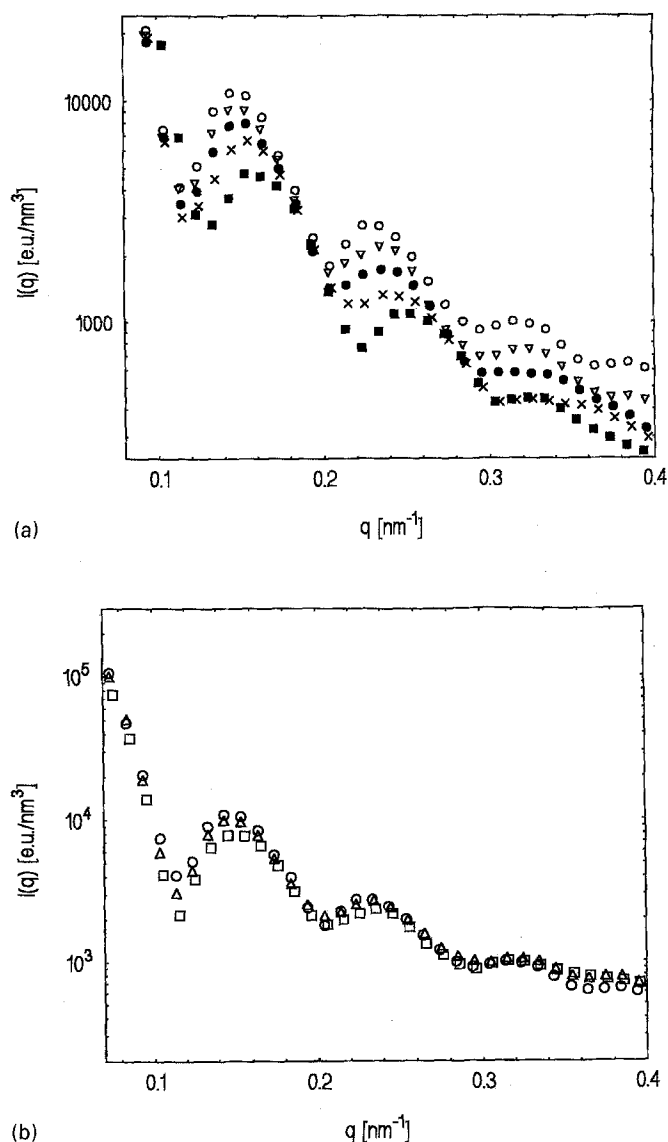 10000
1000
I(q) [e.u./nm³]
0.1 0.2 0.3 0.4
q [nm⁻¹]
(a)
10⁵
10⁴
10³
I(q) [e.u./nm³]
0.1 0.2 0.3 0.4
q [nm⁻¹]
(b)